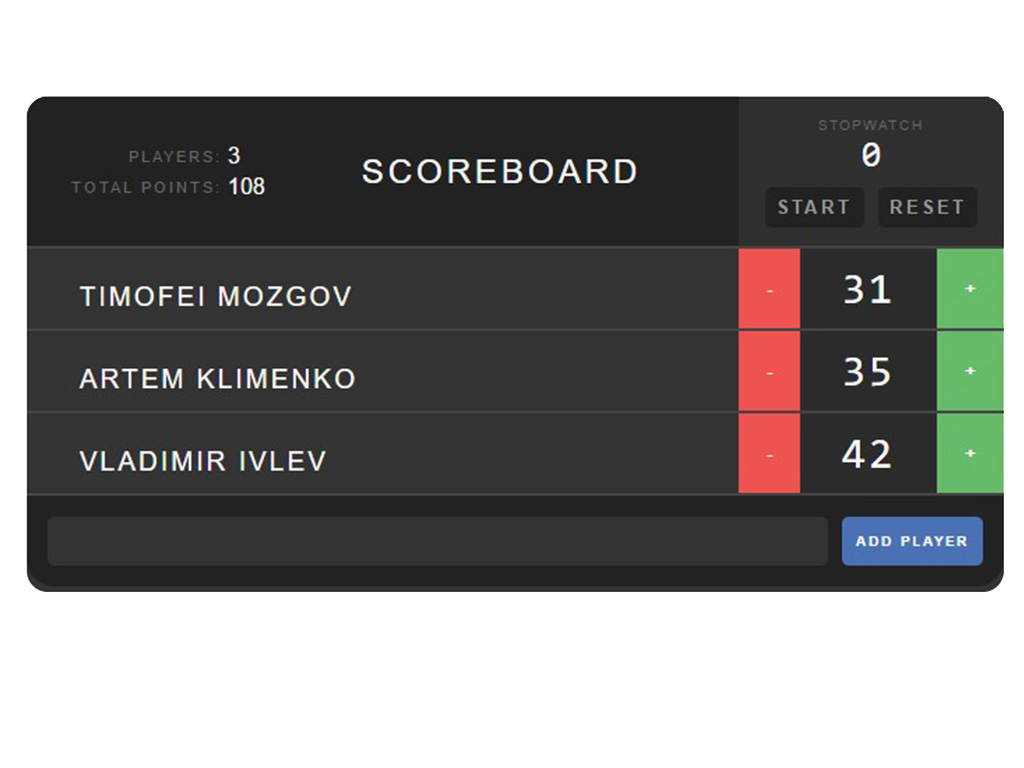 PLAYERS: 3
TOTAL POINTS: 108
SCOREBOARD
STOPWATCH
0
START RESET
TIMOFEI MOZGOV - 31 +
ARTEM KLIMENKO - 35 +
VLADIMIR IVLEV - 42 +
ADD PLAYER